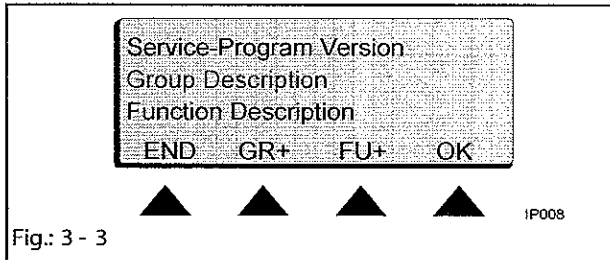 Service-Program Version
Group Description
Function Description
END GR+ FU+ OK
IP008
Fig.: 3 - 3